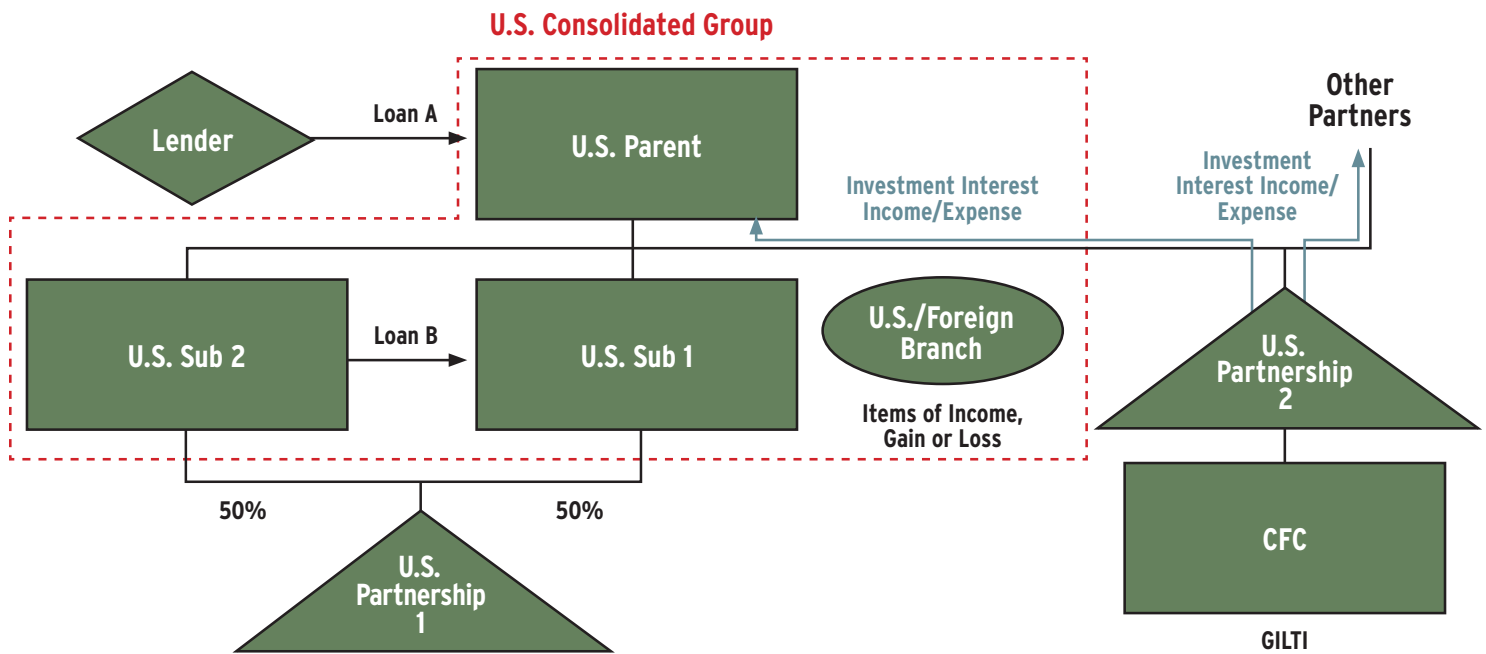 U.S. Consolidated Group
Lender
Loan A
U.S. Parent
Other
Partners
Investment Interest
Income/Expense
Investment
Interest Income/
Expense
U.S. Sub 2
Loan B
U.S. Sub 1
U.S./Foreign
Branch
Items of Income,
Gain or Loss
U.S.
Partnership
2
50%
50%
U.S.
Partnership
1
CFC
GILTI